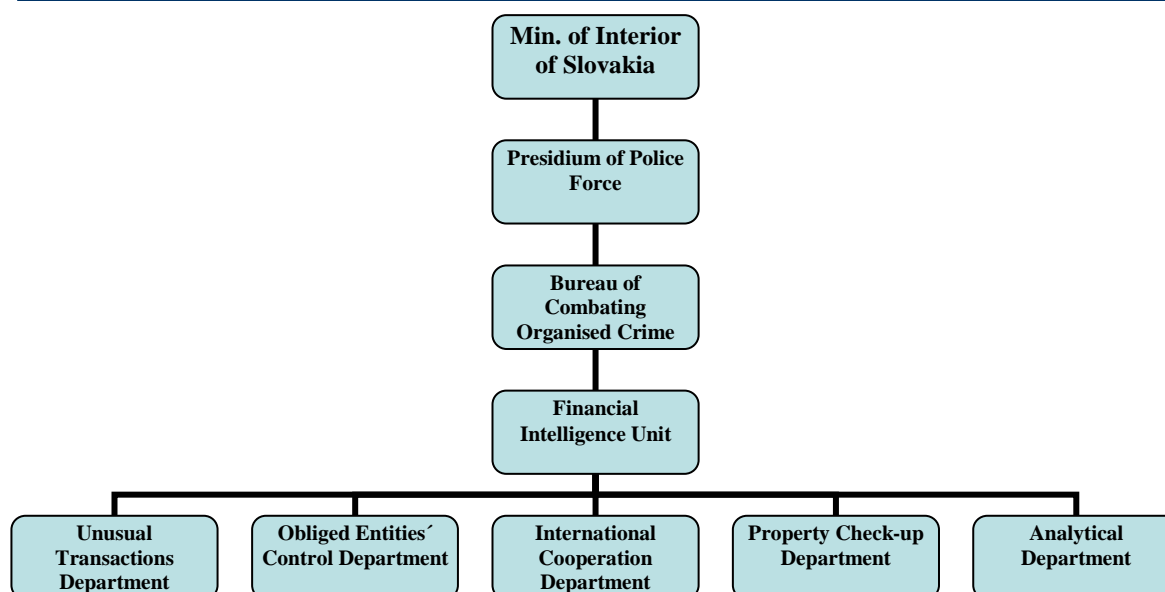 Min. of Interior
of Slovakia
Presidium of Police
Force
Bureau of
Combating
Organised Crime
Financial
Intelligence Unit
Unusual
Transactions
Department
Obliged Entities´
Control Department
International
Cooperation
Department
Property Check-up
Department
Analytical
Department